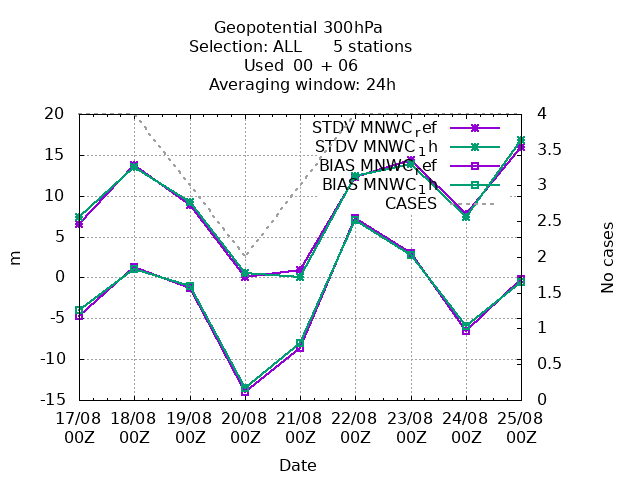 Geopotential 300hPa
Selection: ALL 5 stations
Used 00 + 06
Averaging window: 24h
20 4
STDV MNWC_ref
STDV MNWC_1h
BIAS MNWC_ref
BIAS MNWC_1h
CASES
15 3.5
10 3
5 2.5
0 2
-5 1.5
1
-10 0.5
-15 0
m
No cases
17/08 18/08 19/08 20/08 21/08 22/08 23/08 24/08 25/08
00Z 00Z 00Z 00Z 00Z 00Z 00Z 00Z 00Z
Date